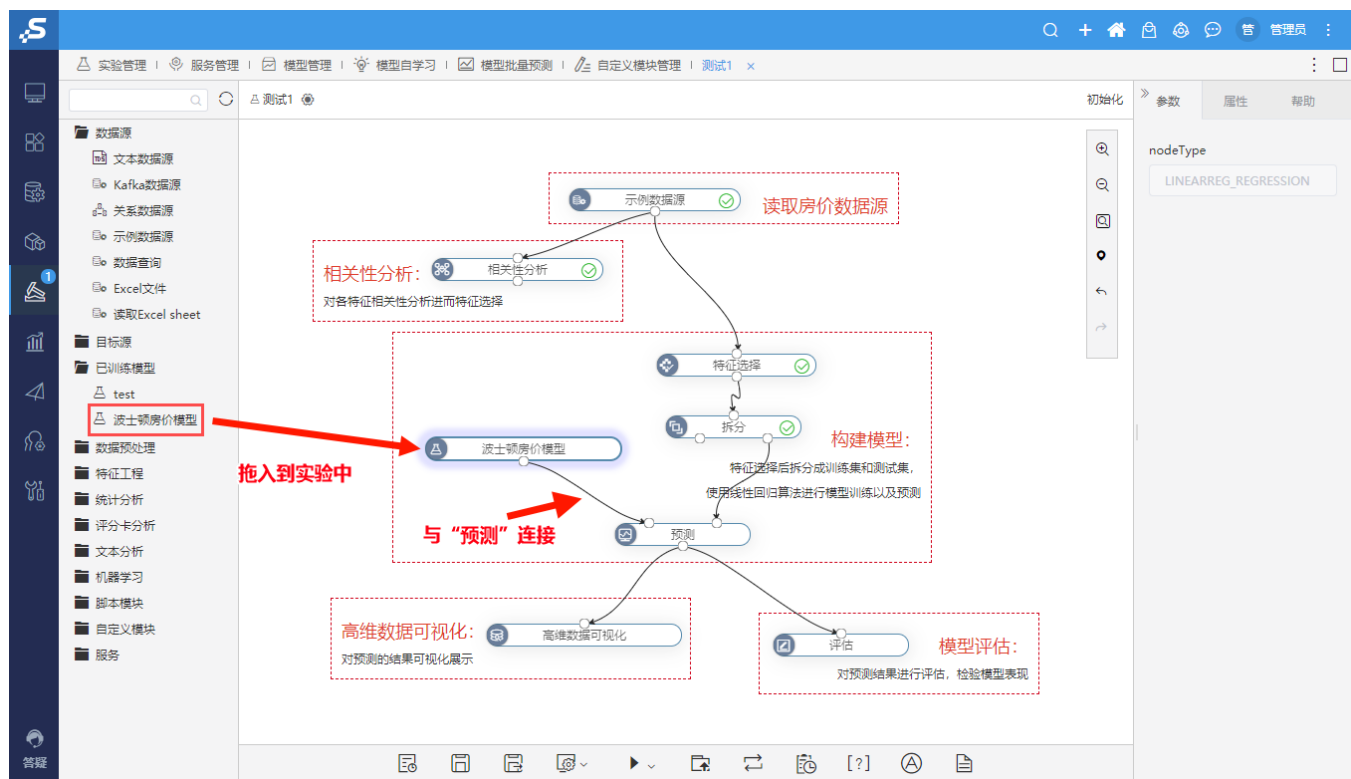 管 管理员
实验管理 服务管理 模型管理 模型自学习 模型批量预测 自定义模块管理 测试1 ×
测试1 初始化
参数 属性 帮助
nodeType
LINEARREG_REGRESSION
1
答疑
数据源
文本数据源
Kafka数据源
关系数据源
示例数据源
数据查询
Excel文件
读取Excel sheet
目标源
已训练模型
test
波士顿房价模型
数据预处理
特征工程
统计分析
评分卡分析
文本分析
机器学习
脚本模块
自定义模块
服务
示例数据源
读取房价数据源
相关性分析：
相关性分析
对各特征相关性分析进而特征选择
特征选择
拆分
构建模型：
波士顿房价模型
特征选择后拆分成训练集和测试集，
使用线性回归算法进行模型训练以及预测
拖入到实验中
与“预测”连接
预测
高维数据可视化：
高维数据可视化
对预测的结果可视化展示
评估
模型评估：
对预测结果进行评估，检验模型表现
[?]
A